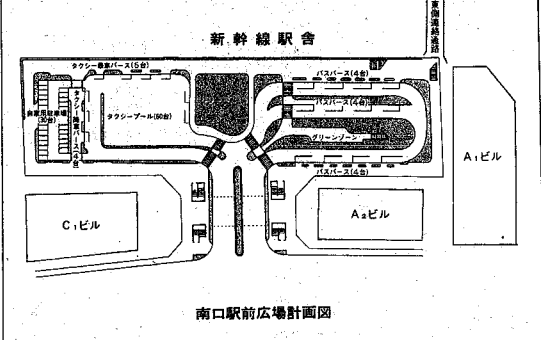 東側連絡通路
新幹線駅舎
タクシー乗車バース(5台)
バスバース(4台)
自家用駐車場
(30台)
タクシー降車バース(4台)
タクシープール(60台)
バスバース(4台)
グリーンゾーン
バスバース(4台)
A1ビル
C1ビル
A2ビル
南口駅前広場計画図